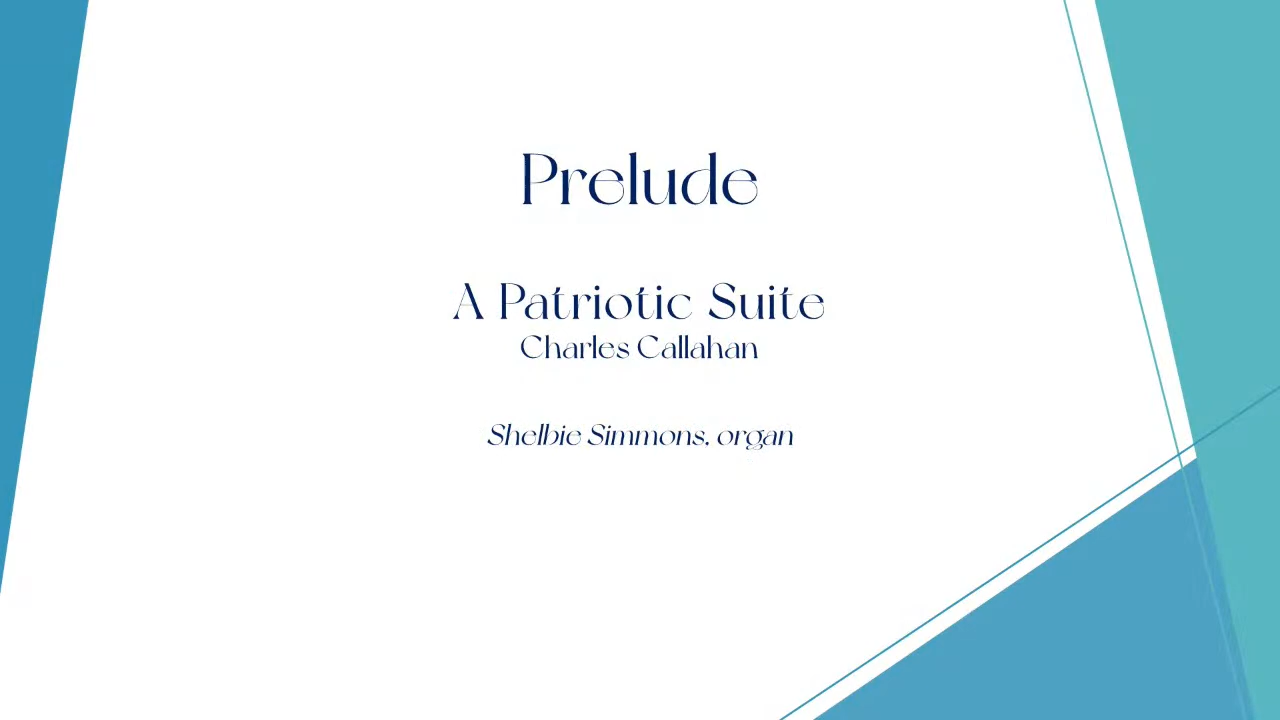 Prelude
A Patriotic Suite
Charles Callahan
Shelbie Simmons, organ